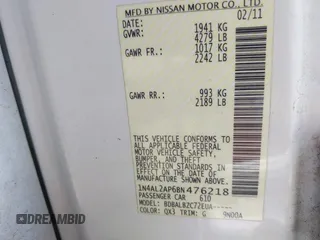 MFD BY NISSAN MOTOR CO., LTD.
DATE: 02/11
GVWR: 1941 KG
4279 LB
GAWR FR: 1017 KG
2242 LB
GAWR RR: 993 KG
2189 LB
THIS VEHICLE CONFORMS TO ALL
APPLICABLE FEDERAL MOTOR
VEHICLE SAFETY,
BUMPER, AND THEFT
PREVENTION STANDARDS
IN EFFECT ON THE DATE OF
MANUFACTURE SHOWN ABOVE.
1N4AL2AP6BN476218
PASSENGER CAR 610
MODEL:
COLOR: QX3 TRIM: G